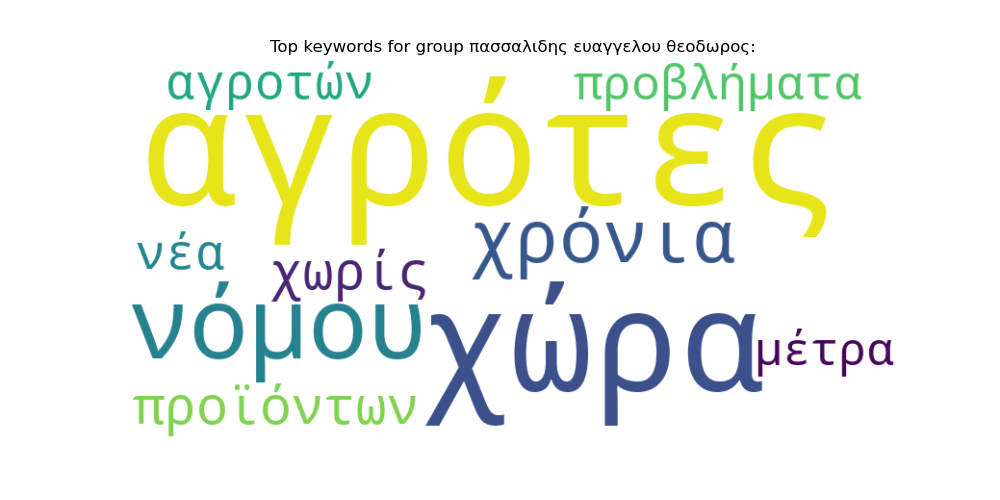 Top keywords for group πασσαλιδης ευαγγελου θεοδωρος:
αγροτών
προβλήματα
αγρότες
χρόνια
νέα
χωρίς
νόμου
χώρα
μέτρα
προϊόντων